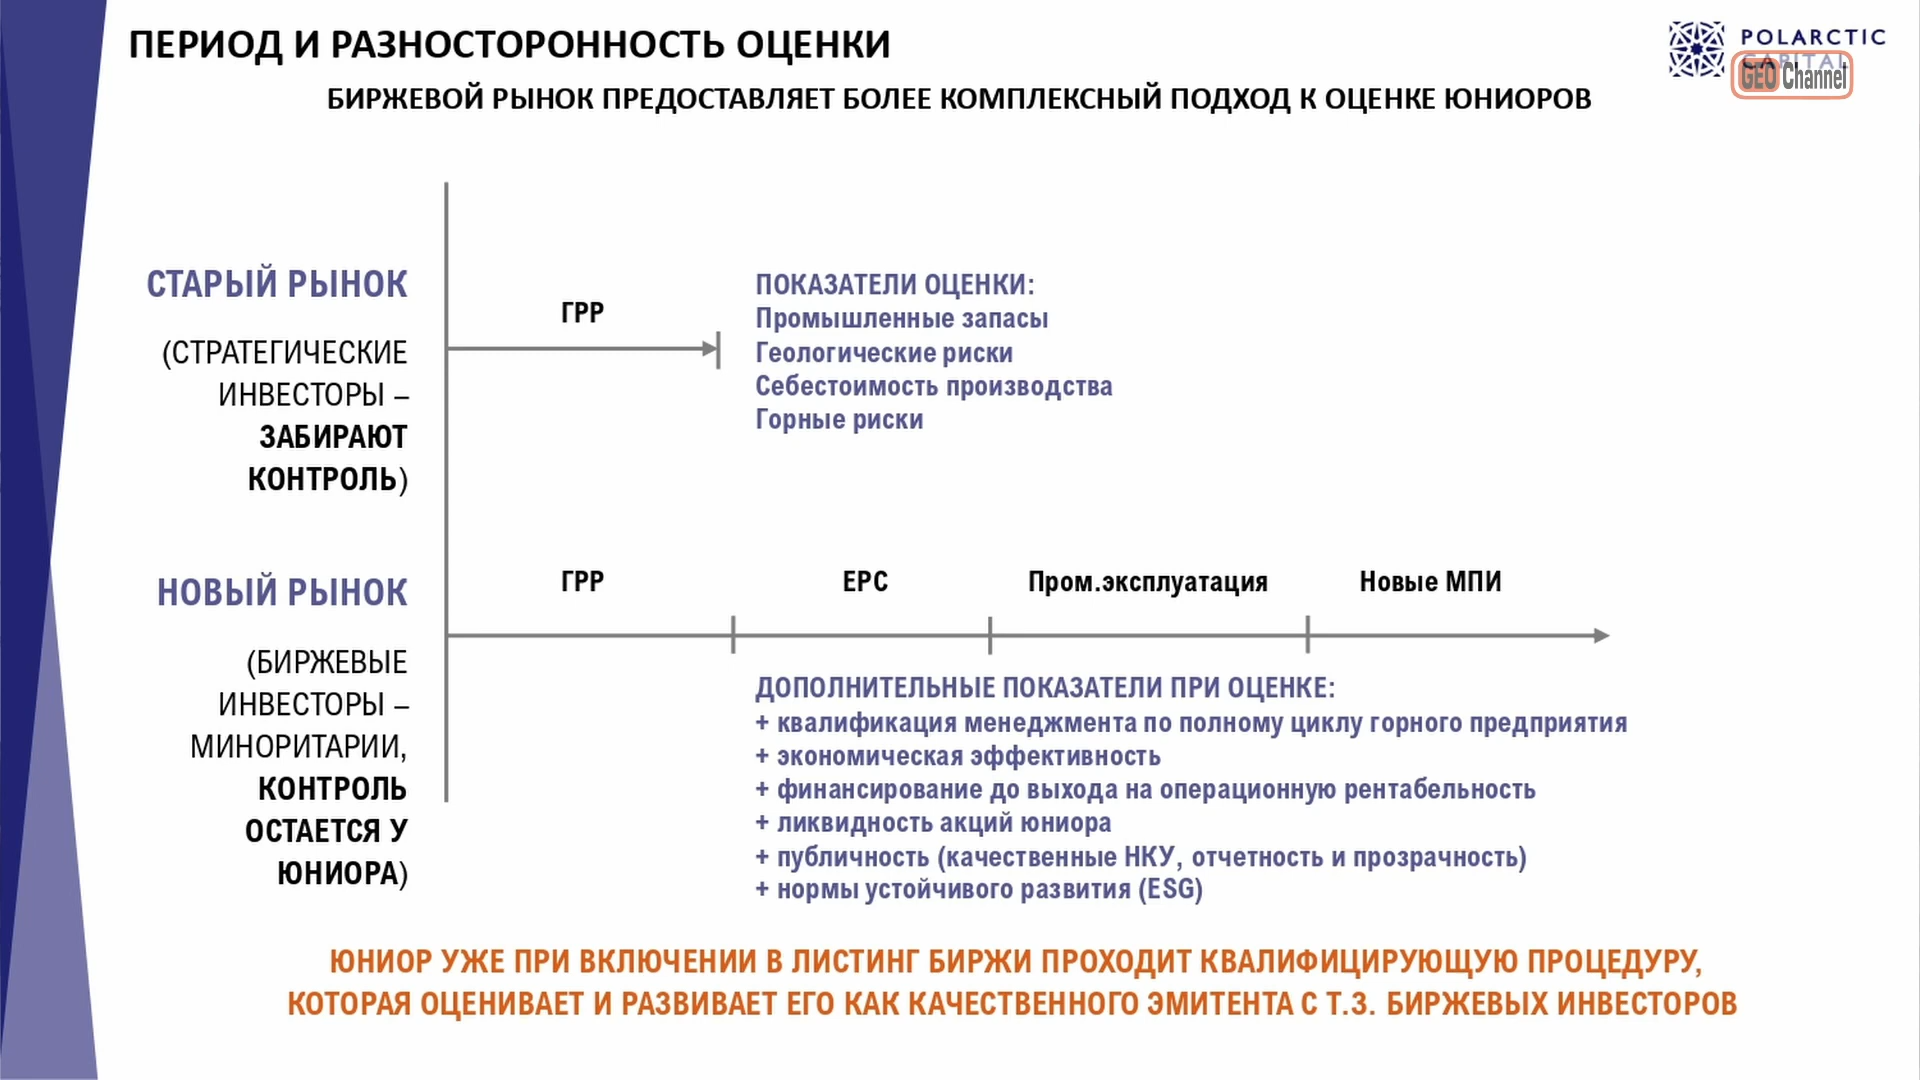 ПЕРИОД И РАЗНОСТОРОННОСТЬ ОЦЕНКИ
POLARCTIC
CAPITAL
GEO Channel
БИРЖЕВОЙ РЫНОК ПРЕДОСТАВЛЯЕТ БОЛЕЕ КОМПЛЕКСНЫЙ ПОДХОД К ОЦЕНКЕ ЮНИОРОВ
СТАРЫЙ РЫНОК
(СТРАТЕГИЧЕСКИЕ
ИНВЕСТОРЫ –
ЗАБИРАЮТ
КОНТРОЛЬ)
ГРР
ПОКАЗАТЕЛИ ОЦЕНКИ:
Промышленные запасы
Геологические риски
Себестоимость производства
Горные риски
НОВЫЙ РЫНОК
(БИРЖЕВЫЕ
ИНВЕСТОРЫ –
МИНОРИТАРИИ,
КОНТРОЛЬ
ОСТАЕТСЯ У
ЮНИОРА)
ГРР
EPC
Пром.эксплуатация
Новые МПИ
ДОПОЛНИТЕЛЬНЫЕ ПОКАЗАТЕЛИ ПРИ ОЦЕНКЕ:
+ квалификация менеджмента по полному циклу горного предприятия
+ экономическая эффективность
+ финансирование до выхода на операционную рентабельность
+ ликвидность акций юниора
+ публичность (качественные НКУ, отчетность и прозрачность)
+ нормы устойчивого развития (ESG)
ЮНИОР УЖЕ ПРИ ВКЛЮЧЕНИИ В ЛИСТИНГ БИРЖИ ПРОХОДИТ КВАЛИФИЦИРУЮЩУЮ ПРОЦЕДУРУ,
КОТОРАЯ ОЦЕНИВАЕТ И РАЗВИВАЕТ ЕГО КАК КАЧЕСТВЕННОГО ЭМИТЕНТА С Т.З. БИРЖЕВЫХ ИНВЕСТОРОВ